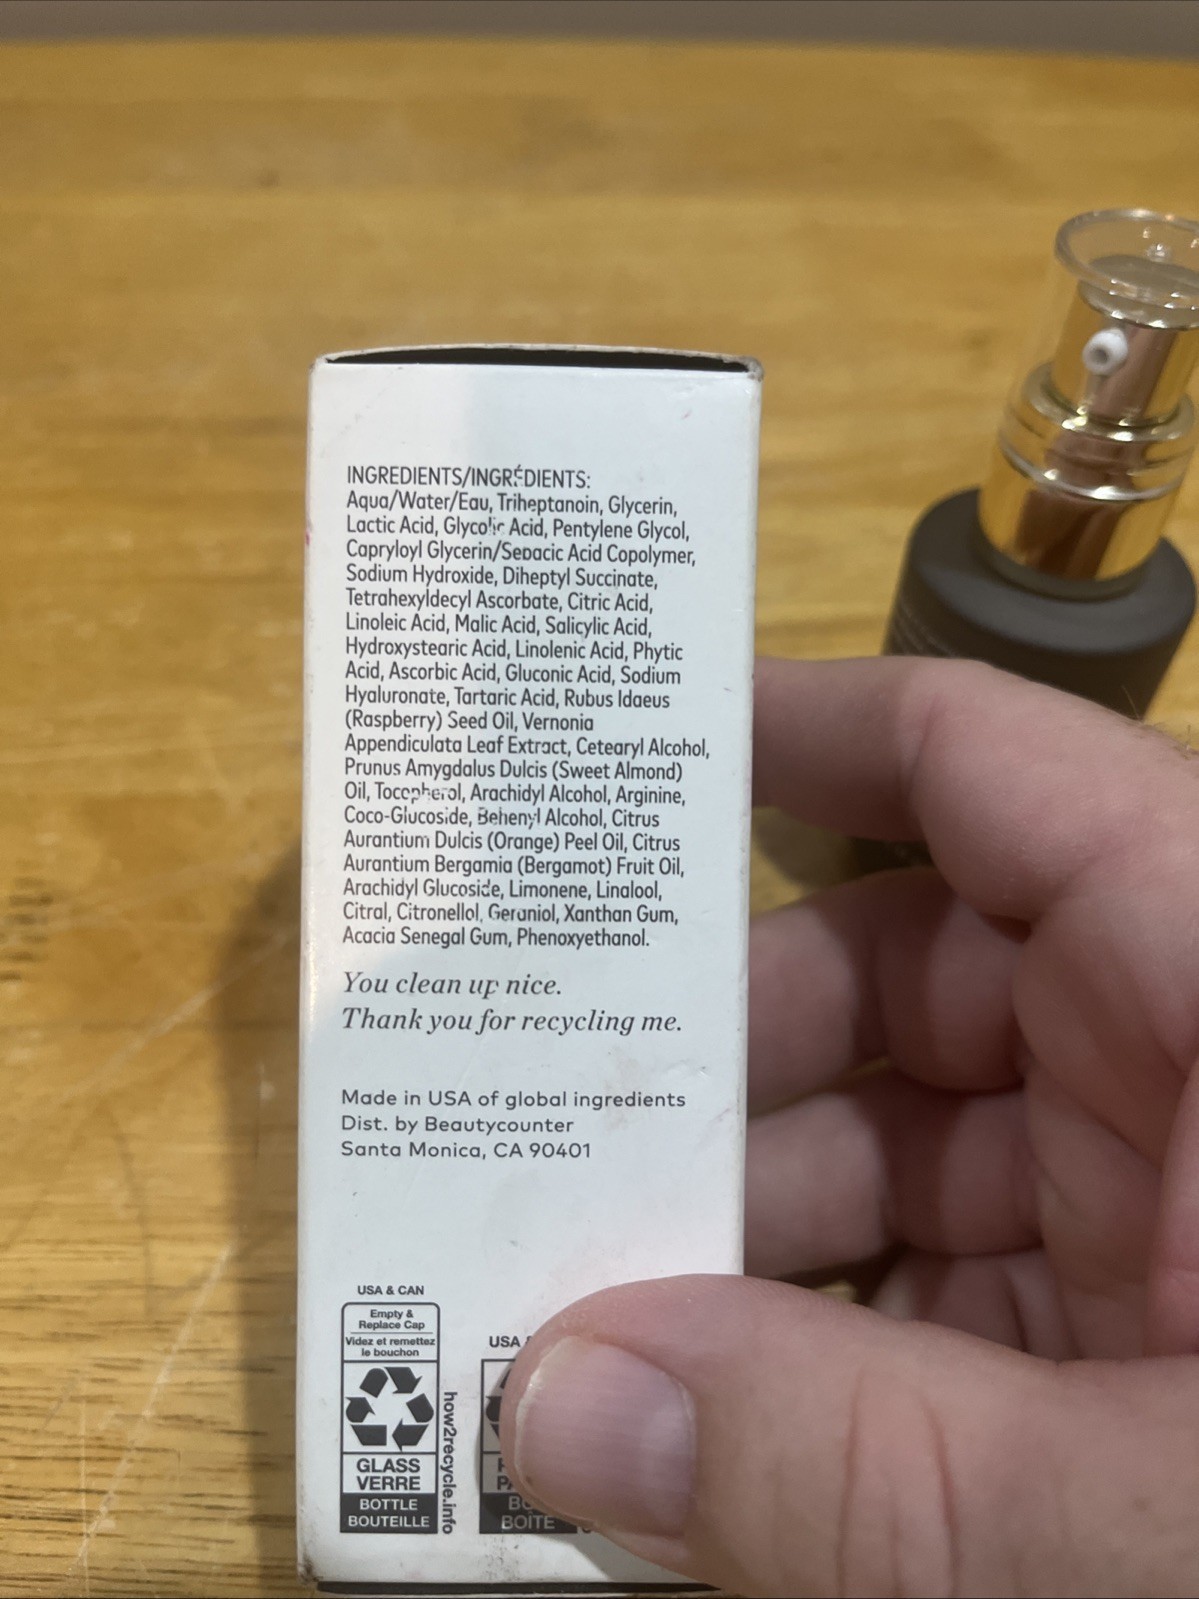 INGREDIENTS/INGRÉDIENTS:
Aqua/Water/Eau, Triheptanoin, Glycerin,
Lactic Acid, Glycolic Acid, Pentylene Glycol,
Capryloyl Glycerin/Sebacic Acid Copolymer,
Sodium Hydroxide, Diheptyl Succinate,
Tetrahexyldecyl Ascorbate, Citric Acid,
Linoleic Acid, Malic Acid, Salicylic Acid,
Hydroxystearic Acid, Linolenic Acid, Phytic
Acid, Ascorbic Acid, Gluconic Acid, Sodium
Hyaluronate, Tartaric Acid, Rubus Idaeus
(Raspberry) Seed Oil, Vernonia
Appendiculata Leaf Extract, Cetearyl Alcohol,
Prunus Amygdalus Dulcis (Sweet Almond)
Oil, Tocopherol, Arachidyl Alcohol, Arginine,
Coco-Glucoside, Behenyl Alcohol, Citrus
Aurantium Dulcis (Orange) Peel Oil, Citrus
Aurantium Bergamia (Bergamot) Fruit Oil,
Arachidyl Glucoside, Limonene, Linalool,
Citral, Citronellol, Geraniol, Xanthan Gum,
Acacia Senegal Gum, Phenoxyethanol.
You clean up nice.
Thank you for recycling me.
Made in USA of global ingredients
Dist. by Beautycounter
Santa Monica, CA 90401
USA & CAN
Empty &
Replace Cap
Videz et remettez
le bouchon
GLASS
VERRE
BOTTLE
BOUTEILLE
how2recycle.info
USA
BOÎTE